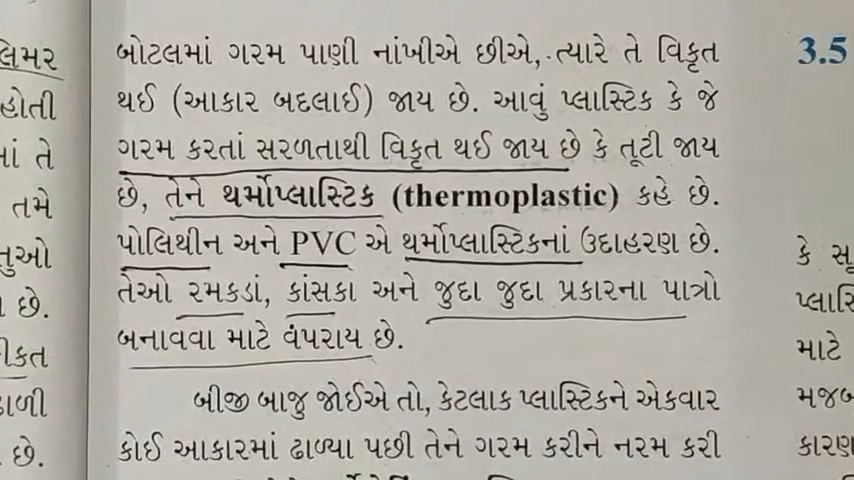 લિમર
હોતી
તે
તમે
છે.
છે.
બોટલમાં ગરમ પાણી નાંખીએ છીએ, ત્યારે તે વિકૃત
થઈ (આકાર બદલાઈ) જાય છે. આવું પ્લાસ્ટિક કે જે
ગરમ કરતાં સરળતાથી વિકૃત થઈ જાય છે કે તૂટી જાય
છે, તેને થર્મોપ્લાસ્ટિક (thermoplastic) કહે છે.
પોલિથીન અને PVC એ થર્મોપ્લાસ્ટિકનાં ઉદાહરણ છે.
તેઓ રમકડાં, કાંસકા અને જુદા જુદા પ્રકારના પાત્રો
બનાવવા માટે વપરાય છે.
બીજી બાજુ જોઈએ તો, કેટલાક પ્લાસ્ટિકને એકવાર
કોઈ આકારમાં ઢાળ્યા પછી તેને ગરમ કરીને નરમ કરી
3.5
કે
માટે
કારણ